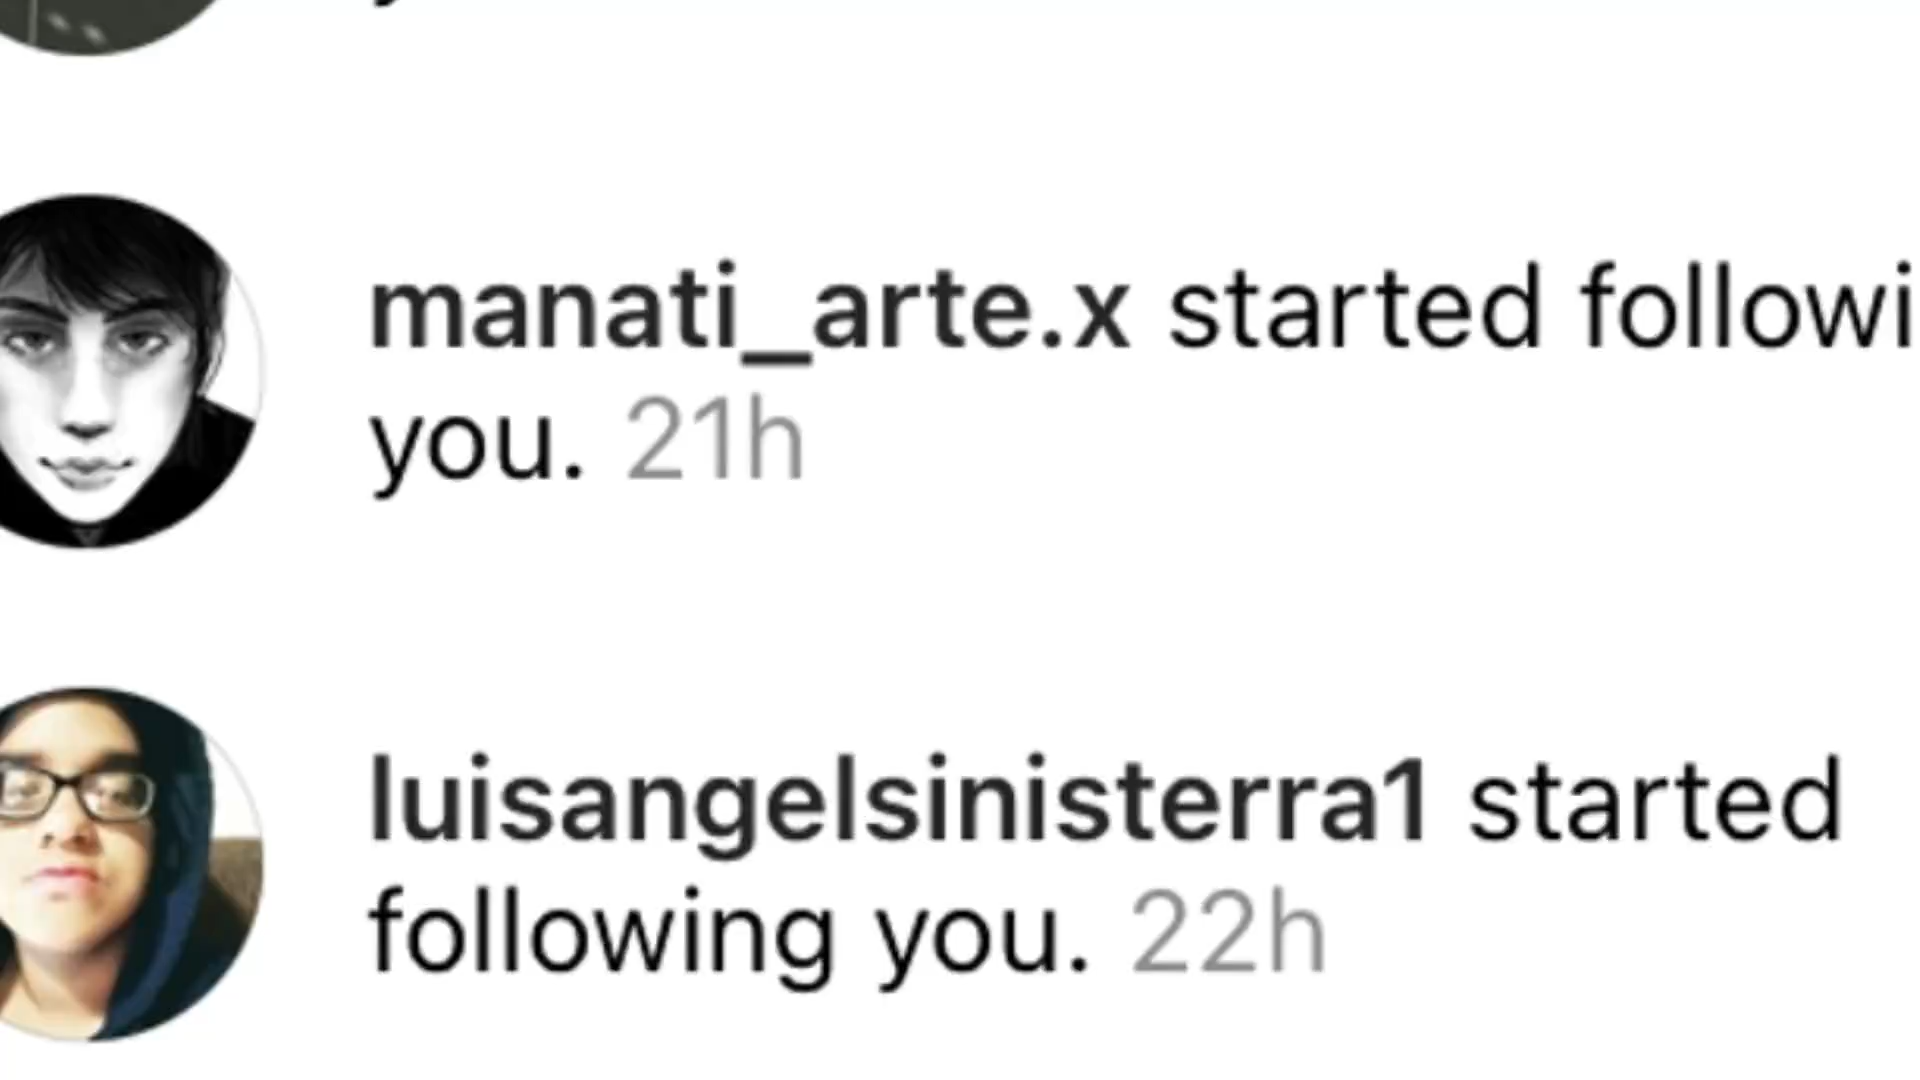 manati_arte.x started followi
you. 21h
luisangelsinisterra1 started
following you. 22h